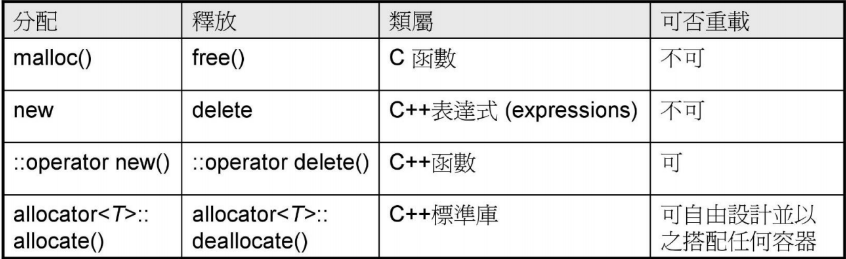 分配 釋放 類屬 可否重載
malloc() free() C 函數 不可
new delete C++表達式 (expressions) 不可
::operator new() ::operator delete() C++函數 可
allocator<T>:: allocator<T>:: C++標準庫 可自由設計並以
allocate() deallocate() 之搭配任何容器